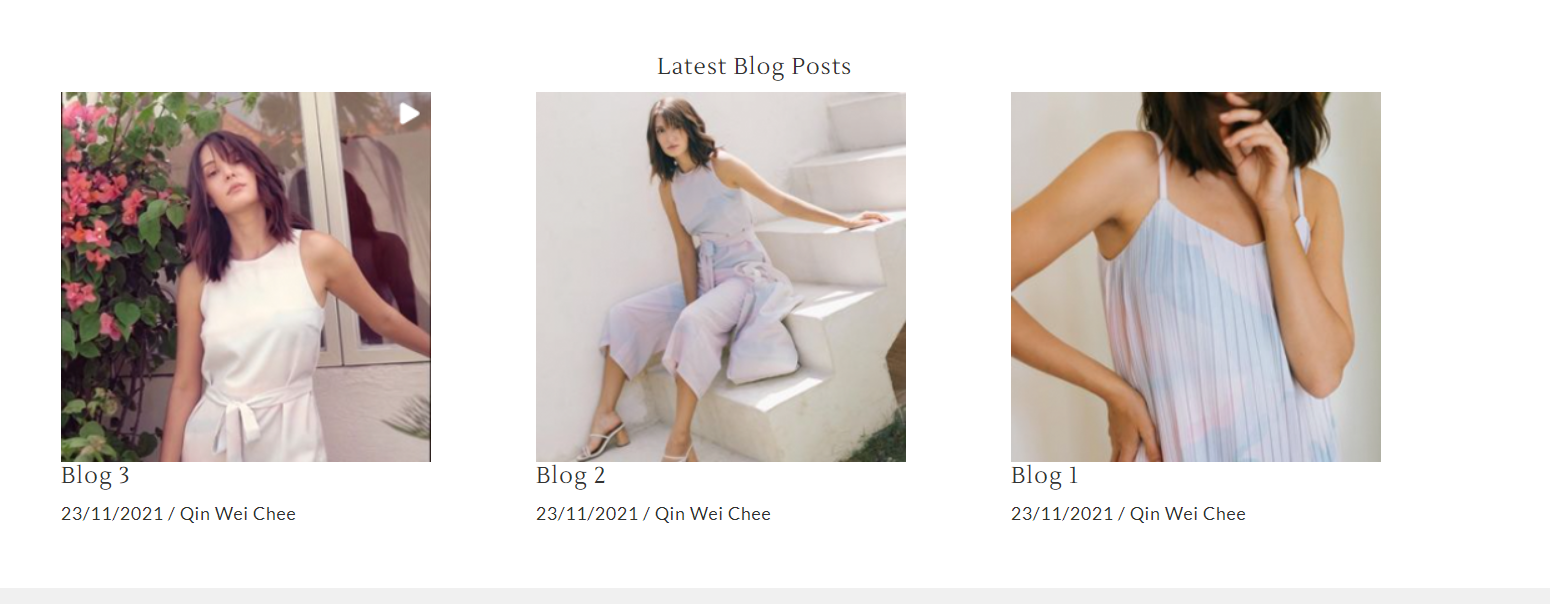 Latest Blog Posts
Blog 3
23/11/2021 / Qin Wei Chee
Blog 2
23/11/2021 / Qin Wei Chee
Blog 1
23/11/2021 / Qin Wei Chee